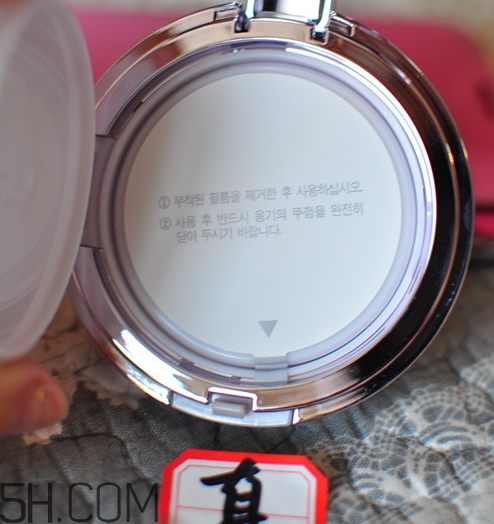 ① 부착된 필름을 제거한 후 사용하십시오.
② 사용 후 반드시 용기의 뚜껑을 완전히
닫아 두시기 바랍니다.
5H.COM
真